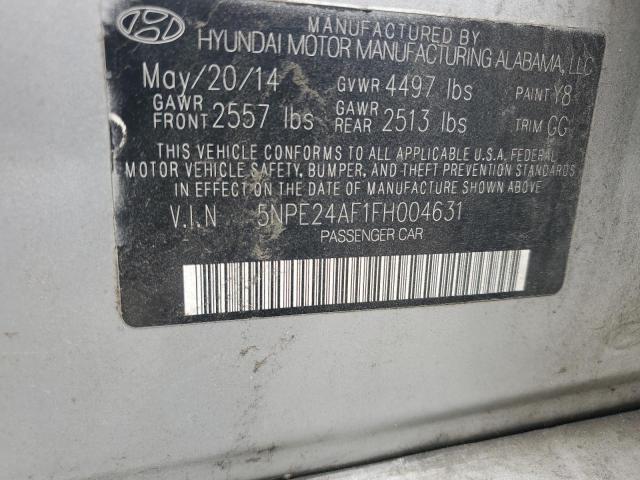 MANUFACTURED BY
HYUNDAI MOTOR MANUFACTURING ALABAMA, LLC
May/20/14 GVWR 4497 lbs PAINT Y8
GAWR FRONT 2557 lbs GAWR REAR 2513 lbs TRIM GG
THIS VEHICLE CONFORMS TO ALL APPLICABLE U.S.A. FEDERAL
MOTOR VEHICLE SAFETY, BUMPER, AND THEFT PREVENTION STANDARDS
IN EFFECT ON THE DATE OF MANUFACTURE SHOWN ABOVE.
V.I.N 5NPE24AF1FH004631
PASSENGER CAR